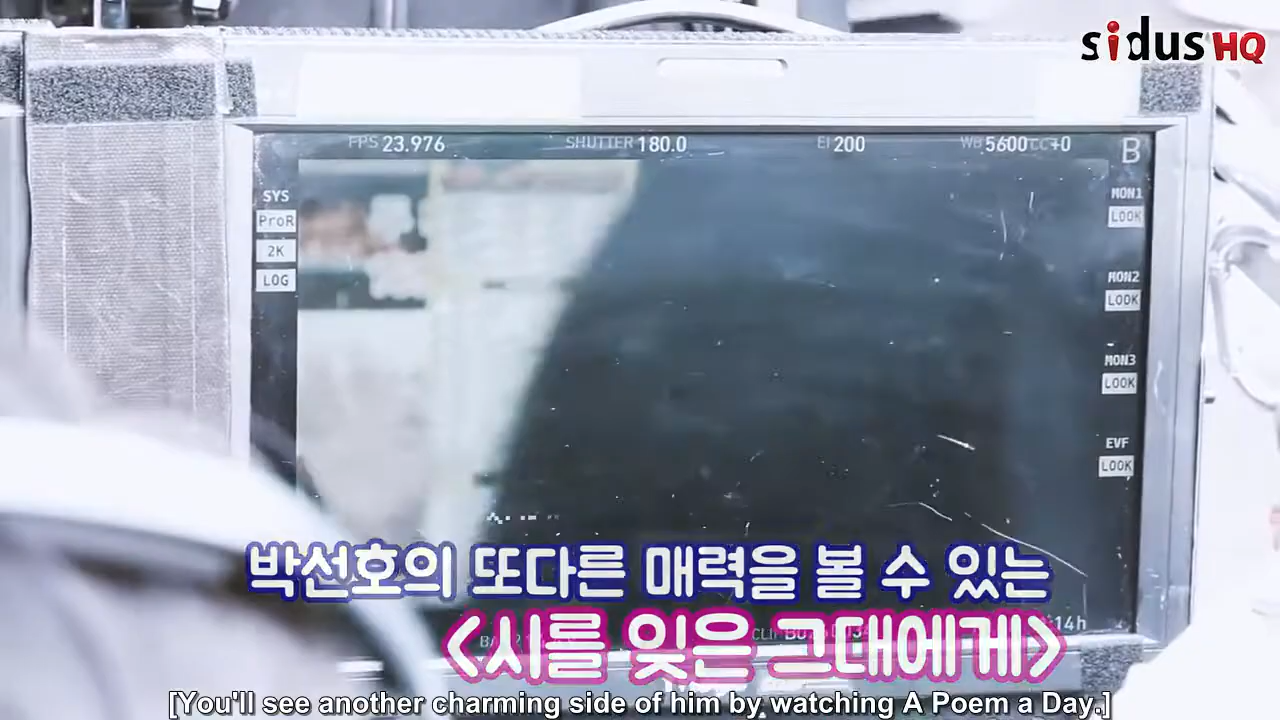 sidusHQ
FPS 23.976 SHUTTER 180.0 EI 200 WB 5600 CC+0
B
SYS
ProR
2K
LOG
MON1
LOOK
MON2
LOOK
MON3
LOOK
EVF
LOOK
박선호의 또다른 매력을 볼 수 있는
<시를 잊은 그대에게>
[You'll see another charming side of him by watching A Poem a Day.]